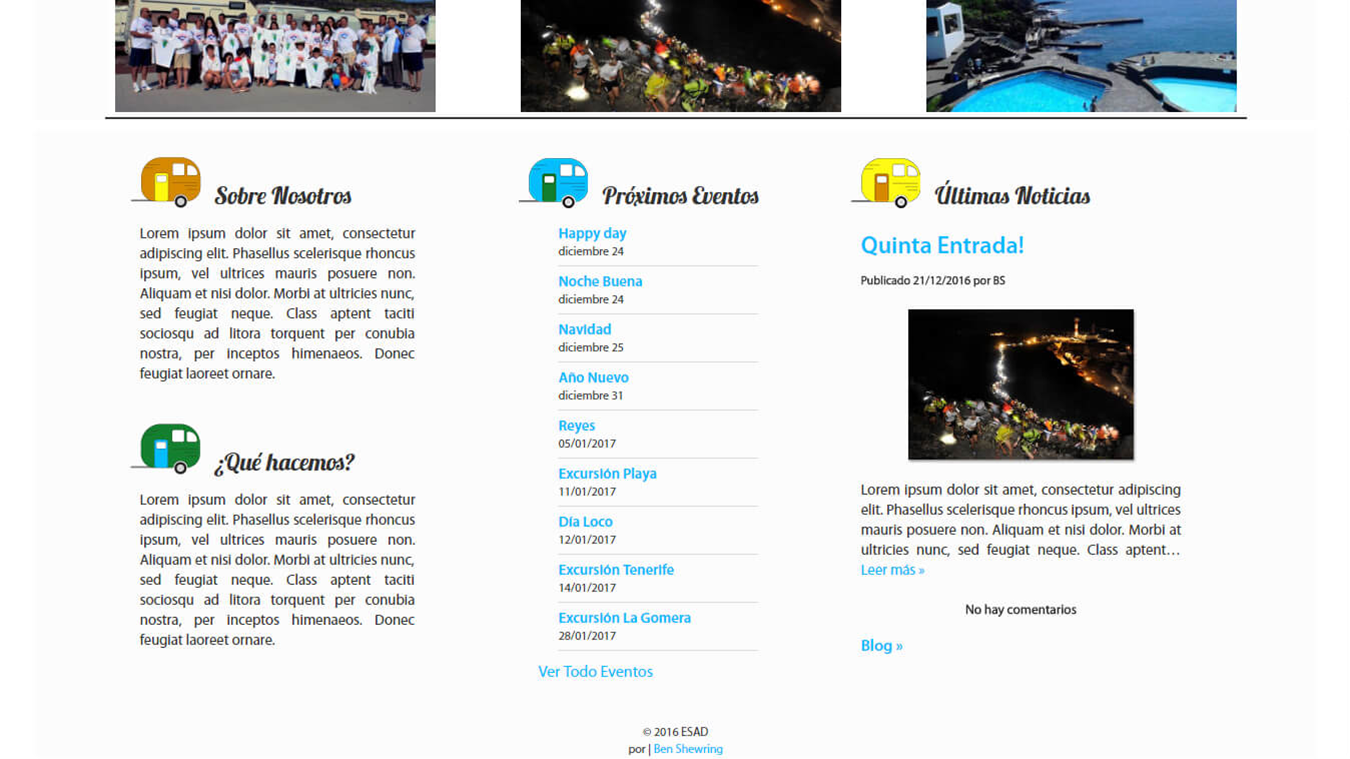 Sobre Nosotros
Lorem ipsum dolor sit amet, consectetur
adipiscing elit. Phasellus scelerisque rhoncus
ipsum, vel ultrices mauris posuere non.
Aliquam et nisi dolor. Morbi at ultricies nunc,
sed feugiat neque. Class aptent taciti
sociosqu ad litora torquent per conubia
nostra, per inceptos himenaeos. Donec
feugiat laoreet ornare.
¿Qué hacemos?
Lorem ipsum dolor sit amet, consectetur
adipiscing elit. Phasellus scelerisque rhoncus
ipsum, vel ultrices mauris posuere non.
Aliquam et nisi dolor. Morbi at ultricies nunc,
sed feugiat neque. Class aptent taciti
sociosqu ad litora torquent per conubia
nostra, per inceptos himenaeos. Donec
feugiat laoreet ornare.
Próximos Eventos
Happy day
diciembre 24
Noche Buena
diciembre 24
Navidad
diciembre 25
Año Nuevo
diciembre 31
Reyes
05/01/2017
Excursión Playa
11/01/2017
Día Loco
12/01/2017
Excursión Tenerife
14/01/2017
Excursión La Gomera
28/01/2017
Ver Todo Eventos
Últimas Noticias
Quinta Entrada!
Publicado 21/12/2016 por BS
Lorem ipsum dolor sit amet, consectetur adipiscing
elit. Phasellus scelerisque rhoncus ipsum, vel ultrices
mauris posuere non. Aliquam et nisi dolor. Morbi at
ultricies nunc, sed feugiat neque. Class aptent…
Leer más »
No hay comentarios
Blog »
© 2016 ESAD
por | Ben Shewring